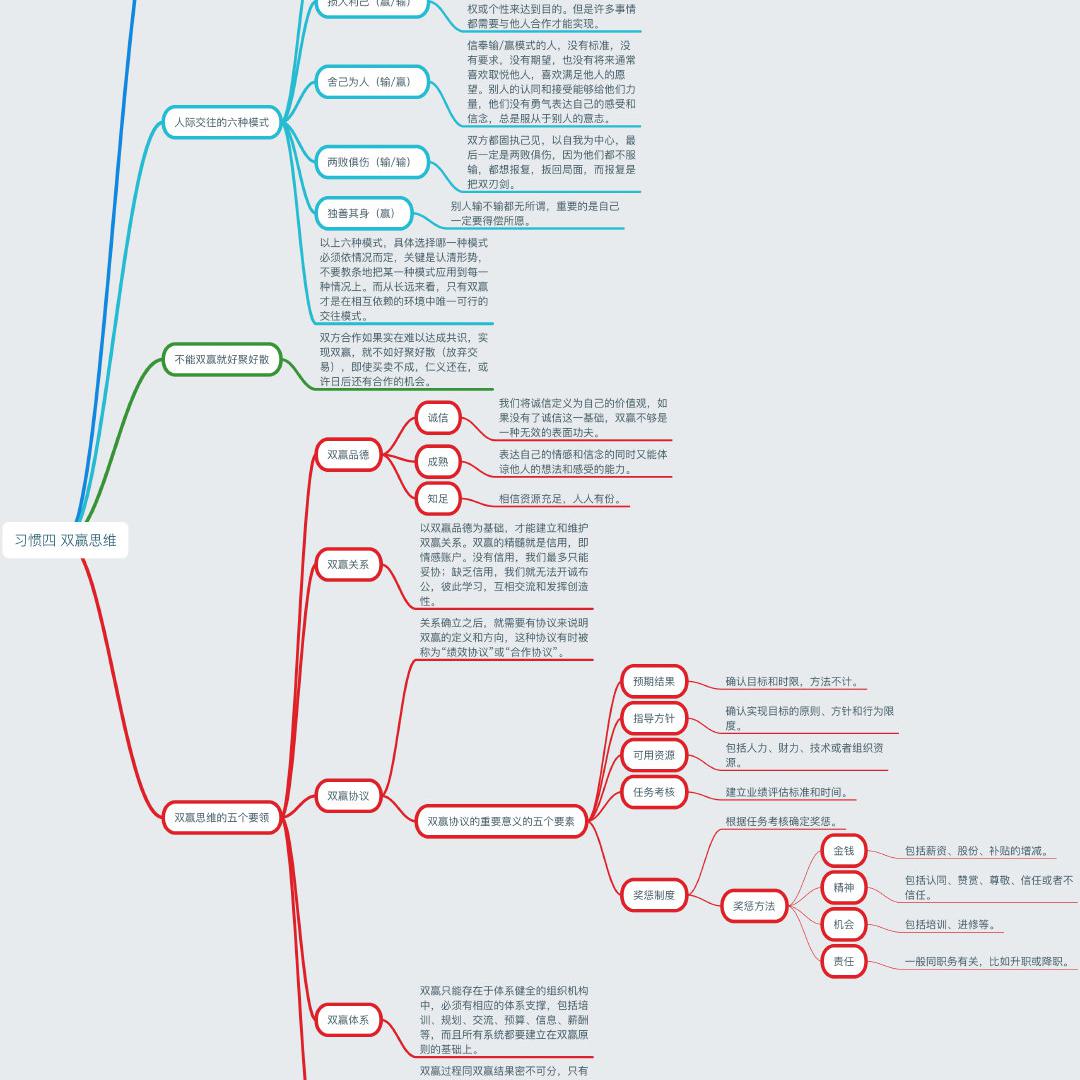 损人利己（赢/输）
权或个性来达到目的。但是许多事情
都需要与他人合作才能实现。
人际交往的六种模式
舍己为人（输/赢）
信奉输/赢模式的人，没有标准，没
有要求，没有期望，也没有将来通常
喜欢取悦他人，喜欢满足他人的愿
望。别人的认同和接受能够给他们力
量，他们没有勇气表达自己的感受和
信念，总是服从于别人的意志。
两败俱伤（输/输）
双方都固执己见，以自我为中心，最
后一定是两败俱伤，因为他们都不服
输，都想报复，扳回局面，而报复是
把双刃剑。
独善其身（赢）
别人输不输都无所谓，重要的是自己
一定要得偿所愿。
以上六种模式，具体选择哪一种模式
必须依情况而定，关键是认清形势，
不要教条地把某一种模式应用到每一
种情况上。而从长远来看，只有双赢
才是在相互依赖的环境中唯一可行的
交往模式。
不能双赢就好聚好散
双方合作如果实在难以达成共识，实
现双赢，就不如好聚好散（放弃交
易），即使买卖不成，仁义还在，或
许日后还有合作的机会。
习惯四 双赢思维
双赢思维的五个要领
双赢品德
诚信
我们将诚信定义为自己的价值观，如
果没有了诚信这一基础，双赢不够是
一种无效的表面功夫。
成熟
表达自己的情感和信念的同时又能体
谅他人的想法和感受的能力。
知足
相信资源充足，人人有份。
双赢关系
以双赢品德为基础，才能建立和维护
双赢关系。双赢的精髓就是信用，即
情感账户。没有信用，我们最多只能
妥协；缺乏信用，我们就无法开诚布
公，彼此学习，互相交流和发挥创造
性。
双赢协议
关系确立之后，就需要有协议来说明
双赢的定义和方向，这种协议有时被
称为“绩效协议”或“合作协议”。
双赢协议的重要意义的五个要素
预期结果
确认目标和时限，方法不计。
指导方针
确认实现目标的原则、方针和行为限
度。
可用资源
包括人力、财力、技术或者组织资
源。
任务考核
建立业绩评估标准和时间。
奖惩制度
根据任务考核确定奖惩。
奖惩方法
金钱
包括薪资、股份、补贴的增减。
精神
包括认同、赞赏、尊敬、信任或者不
信任。
机会
包括培训、进修等。
责任
一般同职务有关，比如升职或降职。
双赢体系
双赢只能存在于体系健全的组织机构
中，必须有相应的体系支撑，包括培
训、规划、交流、预算、信息、薪酬
等，而且所有系统都要建立在双赢原
则的基础上。
双赢过程同双赢结果密不可分，只有